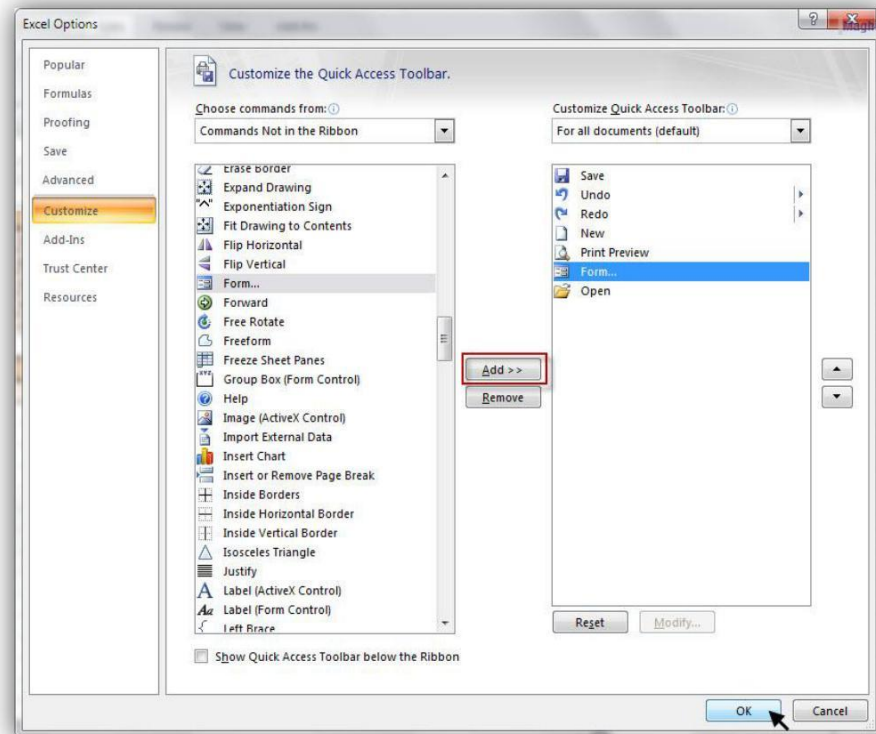 Excel Options
Popular
Formulas
Proofing
Save
Advanced
Customize
Add-Ins
Trust Center
Resources
Customize the Quick Access Toolbar.
Choose commands from:
Commands Not in the Ribbon
Erase Border
Expand Drawing
"^" Exponentiation Sign
Fit Drawing to Contents
Flip Horizontal
Flip Vertical
Form...
Forward
Free Rotate
Freeform
Freeze Sheet Panes
XYZ Group Box (Form Control)
Help
Image (ActiveX Control)
Import External Data
Insert Chart
Insert or Remove Page Break
Inside Borders
Inside Horizontal Border
Inside Vertical Border
Isosceles Triangle
Justify
A Label (ActiveX Control)
Aa Label (Form Control)
Left Brace
Show Quick Access Toolbar below the Ribbon
Add >>
Remove
Customize Quick Access Toolbar:
For all documents (default)
Save
Undo
Redo
New
Print Preview
Form...
Open
Reset
Modify...
OK
Cancel